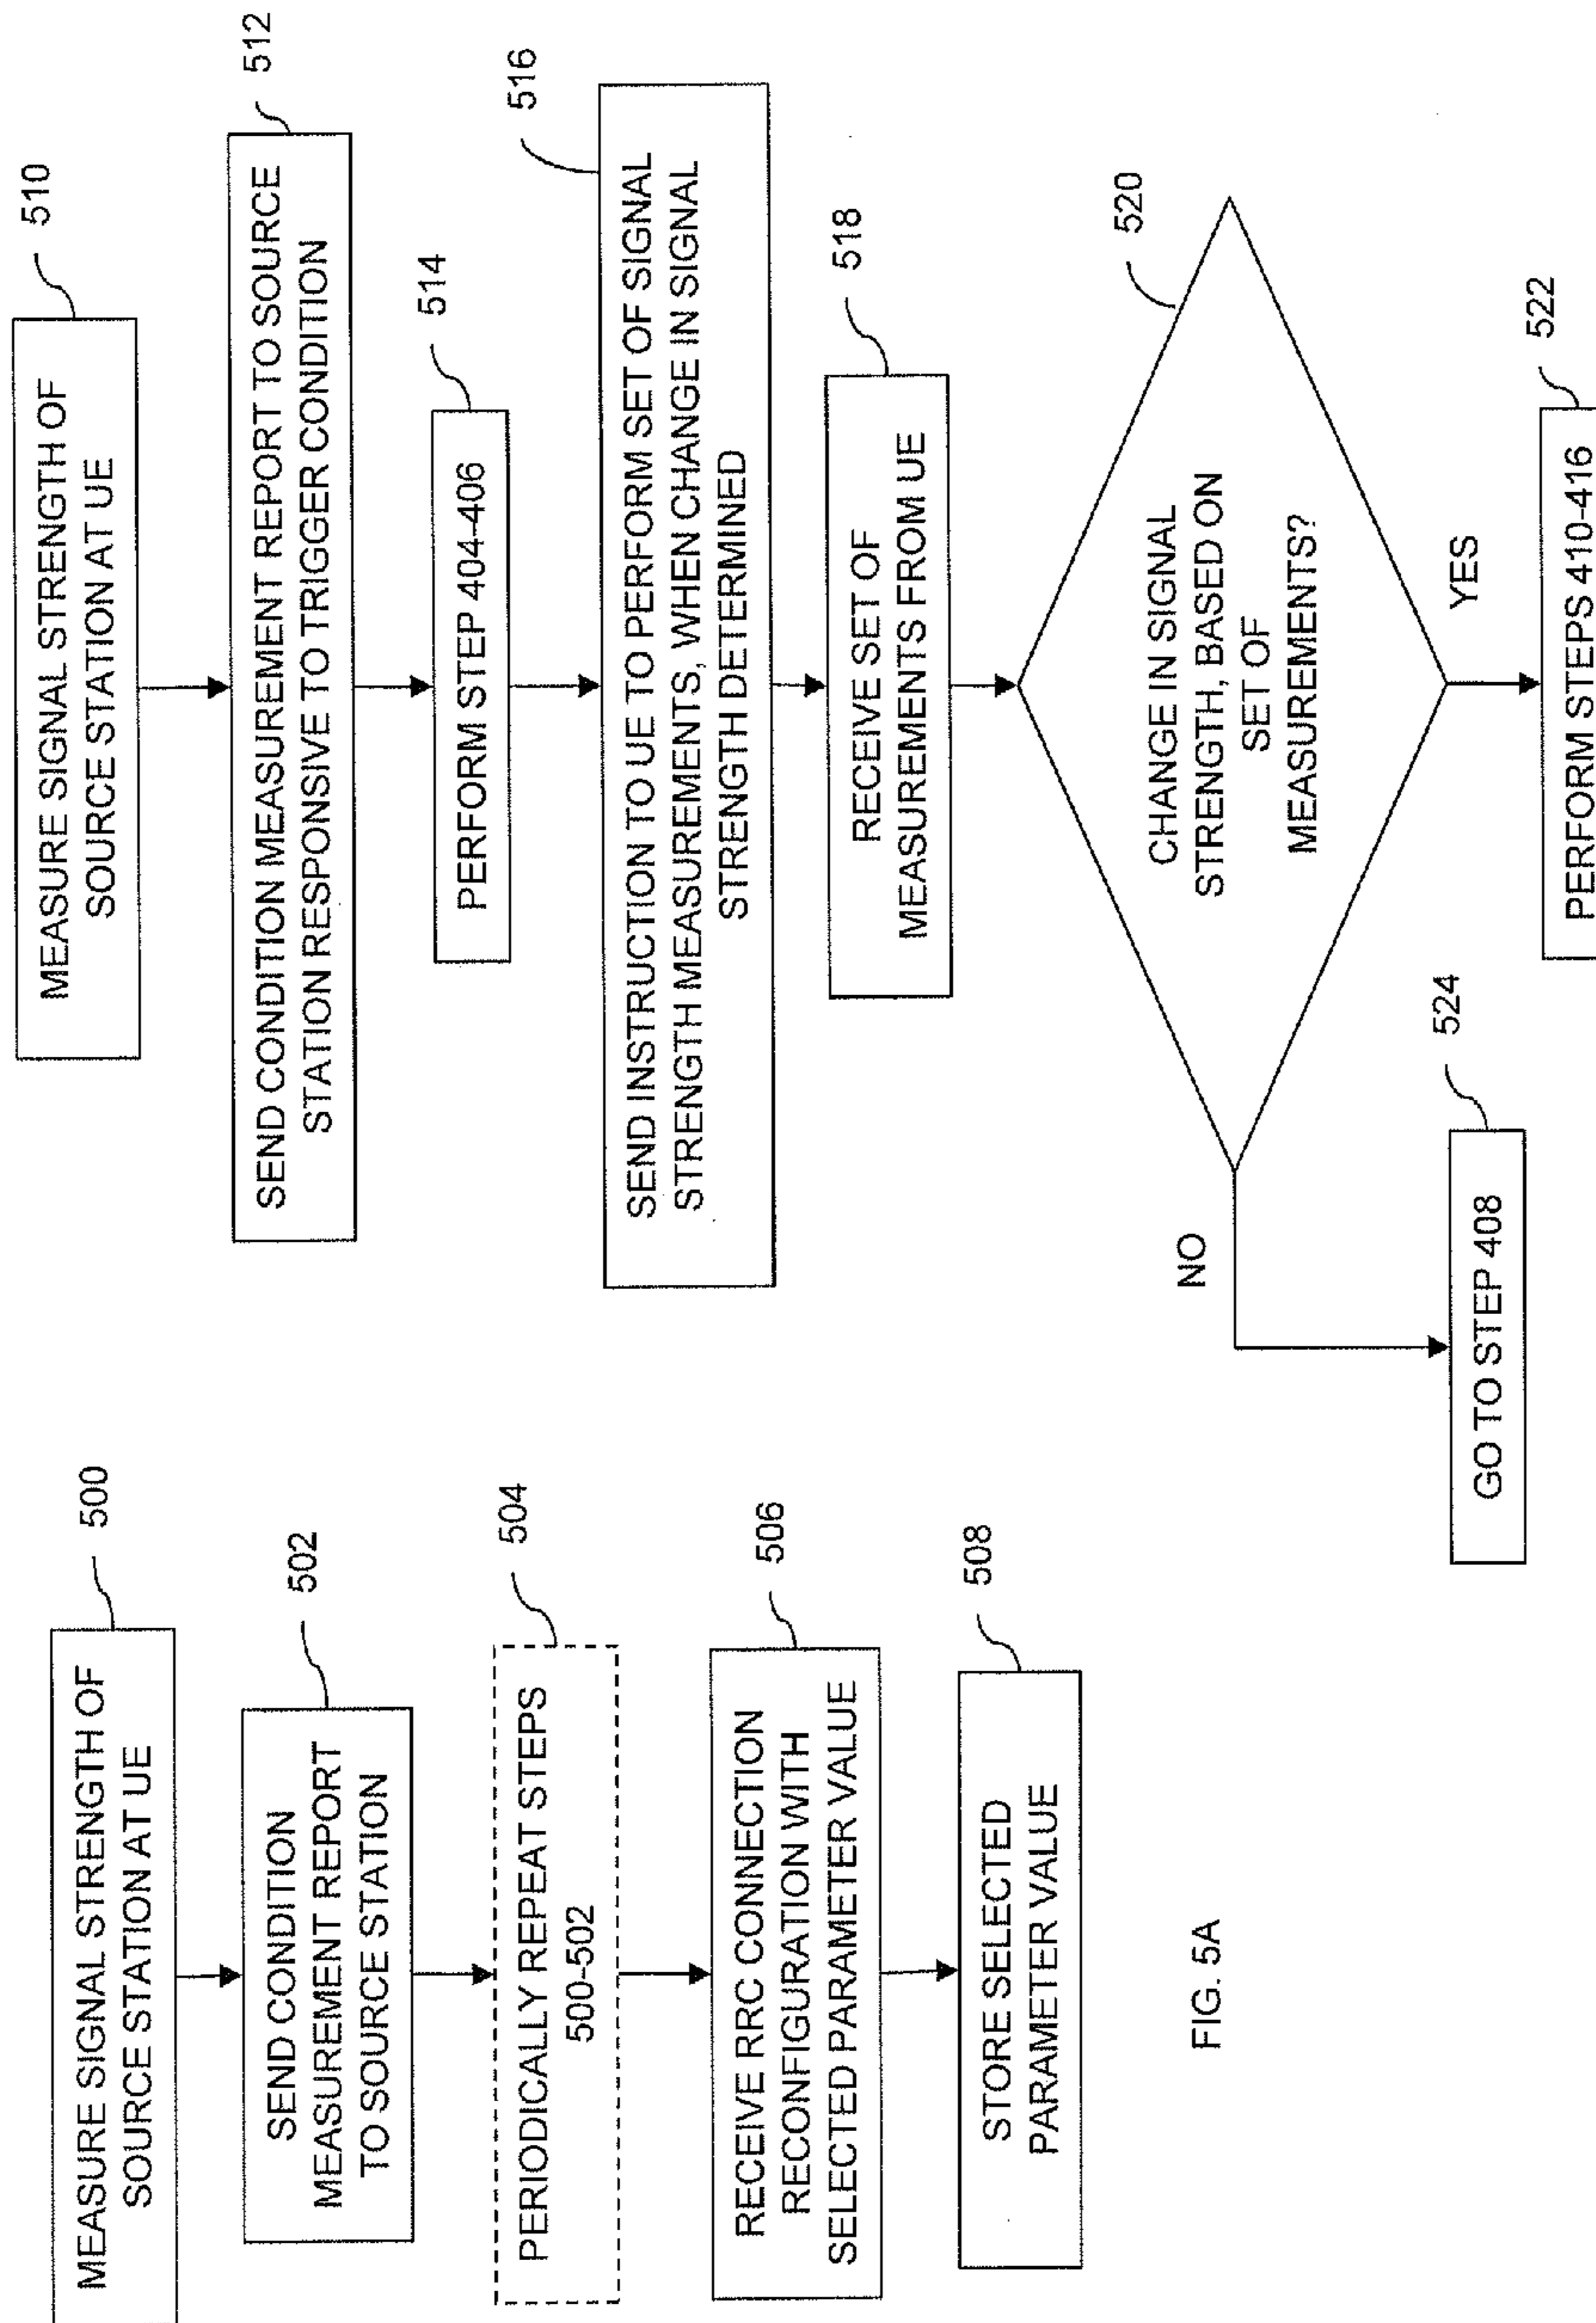 MEASURE SIGNAL STRENGTH OF
SOURCE STATION AT UE
500
SEND CONDITION
MEASUREMENT REPORT
TO SOURCE STATION
502
PERIODICALLY REPEAT STEPS
500-502
504
RECEIVE RRC CONNECTION
RECONFIGURATION WITH
SELECTED PARAMETER VALUE
506
STORE SELECTED
PARAMETER VALUE
508
FIG. 5A
MEASURE SIGNAL STRENGTH OF
SOURCE STATION AT UE
510
SEND CONDITION MEASUREMENT REPORT TO SOURCE
STATION RESPONSIVE TO TRIGGER CONDITION
512
PERFORM STEP 404-406
514
SEND INSTRUCTION TO UE TO PERFORM SET OF SIGNAL
STRENGTH MEASUREMENTS, WHEN CHANGE IN SIGNAL
STRENGTH DETERMINED
516
RECEIVE SET OF
MEASUREMENTS FROM UE
518
CHANGE IN SIGNAL
STRENGTH, BASED ON
SET OF
MEASUREMENTS?
520
NO
YES
GO TO STEP 408
524
PERFORM STEPS 410-416
522